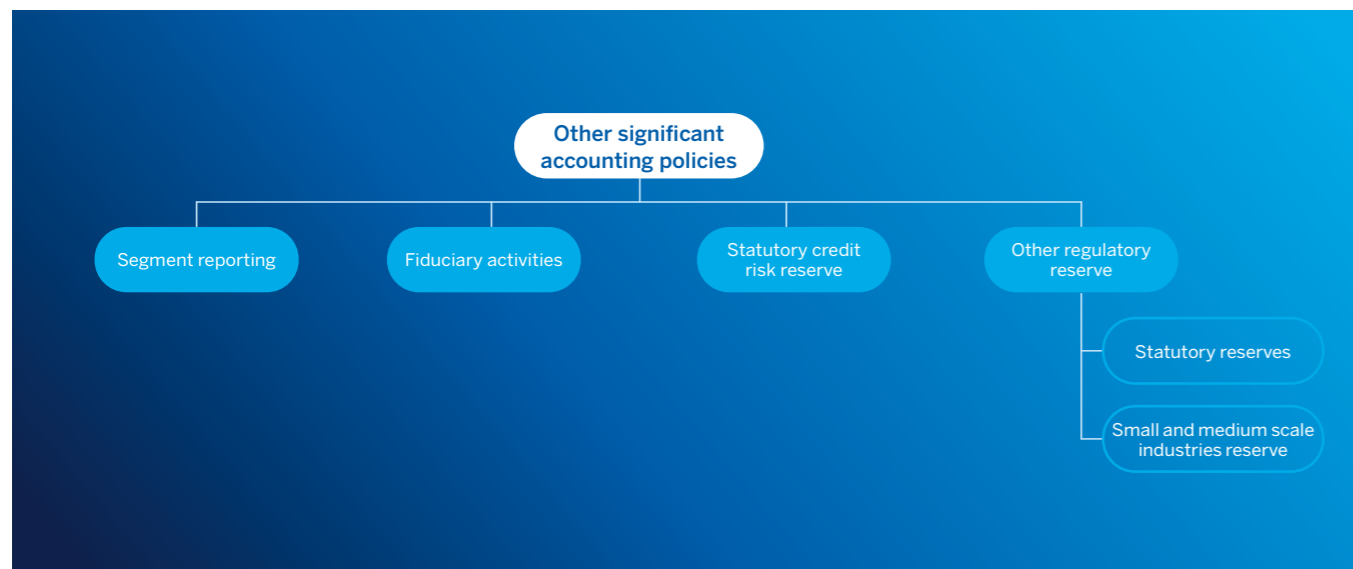 Other significant
accounting policies
Segment reporting
Fiduciary activities
Statutory credit
risk reserve
Other regulatory
reserve
Statutory reserves
Small and medium scale
industries reserve